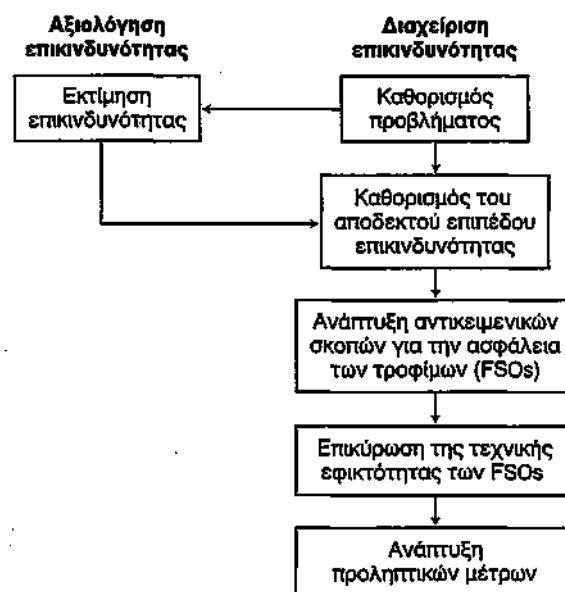 Αξιολόγηση
επικινδυνότητας
Διαχείριση
επικινδυνότητας
Εκτίμηση
επικινδυνότητας
Καθορισμός
προβλήματος
Καθορισμός του
αποδεκτού επιπέδου
επικινδυνότητας
Ανάπτυξη αντικειμενικών
σκοπών για την ασφάλεια
των τροφίμων (FSOs)
Επικύρωση της τεχνικής
εφικτότητας των FSOs
Ανάπτυξη
προληπτικών μέτρων